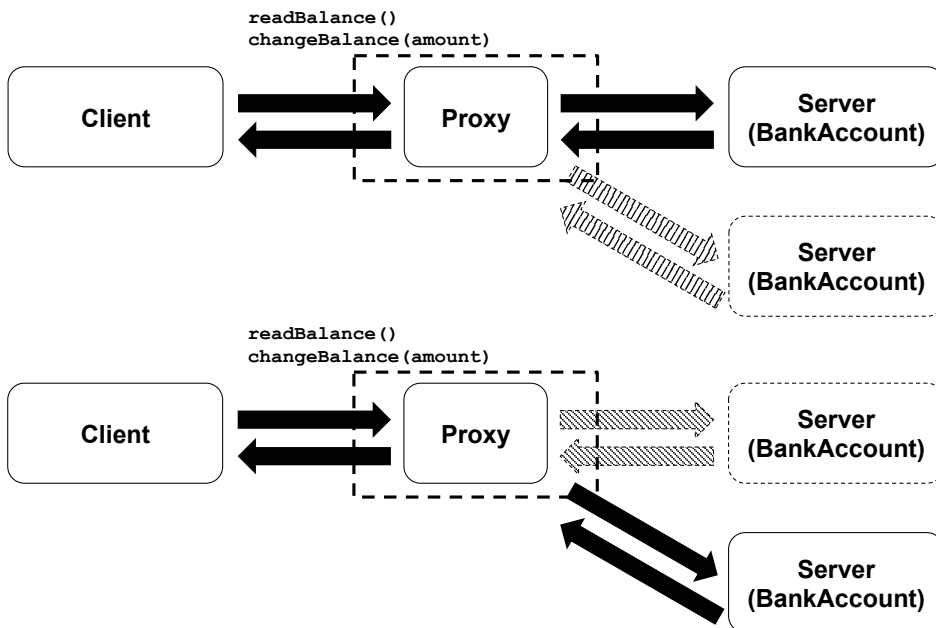 readBalance()
changeBalance(amount)
Client
Proxy
Server
(BankAccount)
Server
(BankAccount)
readBalance()
changeBalance(amount)
Client
Proxy
Server
(BankAccount)
Server
(BankAccount)